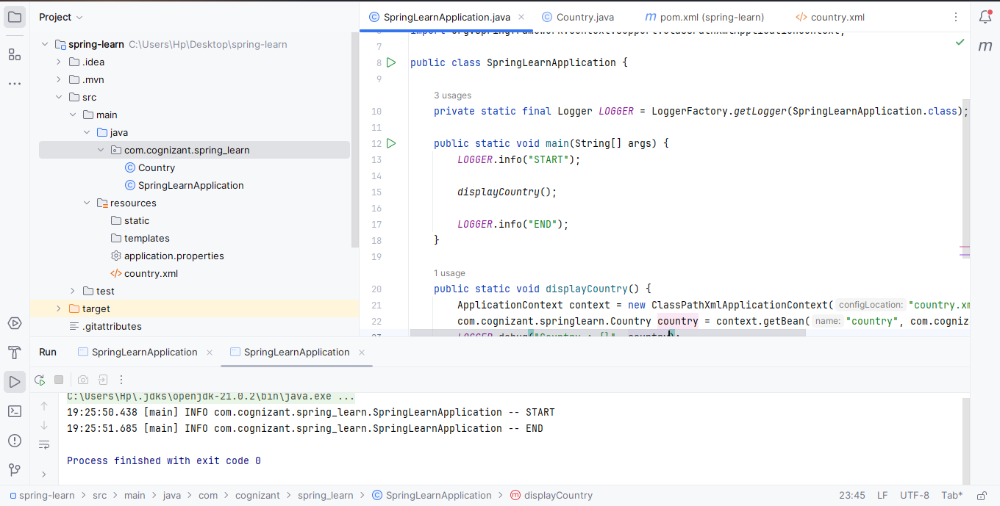 Project
SpringLearnApplication.java
Country.java
m pom.xml (spring-learn)
</> country.xml
spring-learn C:\Users\Hp\Desktop\spring-learn
.idea
.mvn
src
main
java
com.cognizant.spring_learn
Country
SpringLearnApplication
resources
static
templates
application.properties
</> country.xml
test
target
.gitattributes
import org.springframework.context.support.ClassPathXmlApplicationContext;
7
8 public class SpringLearnApplication {
9
3 usages
10 private static final Logger LOGGER = LoggerFactory.getLogger(SpringLearnApplication.class);
11
12 public static void main(String[] args) {
13 LOGGER.info("START");
14
15 displayCountry();
16
17 LOGGER.info("END");
18 }
19
1 usage
20 public static void displayCountry() {
21 ApplicationContext context = new ClassPathXmlApplicationContext( configLocation: "country.xm
22 com.cognizant.springlearn.Country country = context.getBean( name: "country", com.cogniz
23 LOGGER.debug("Country : {}", country);
m
Run
SpringLearnApplication
SpringLearnApplication
C:\Users\Hp\.jdks\openjdk-21.0.2\bin\java.exe ...
19:25:50.438 [main] INFO com.cognizant.spring_learn.SpringLearnApplication -- START
19:25:51.685 [main] INFO com.cognizant.spring_learn.SpringLearnApplication -- END
Process finished with exit code 0
spring-learn > src > main > java > com > cognizant > spring_learn > SpringLearnApplication > m displayCountry
23:45 LF UTF-8 Tab*